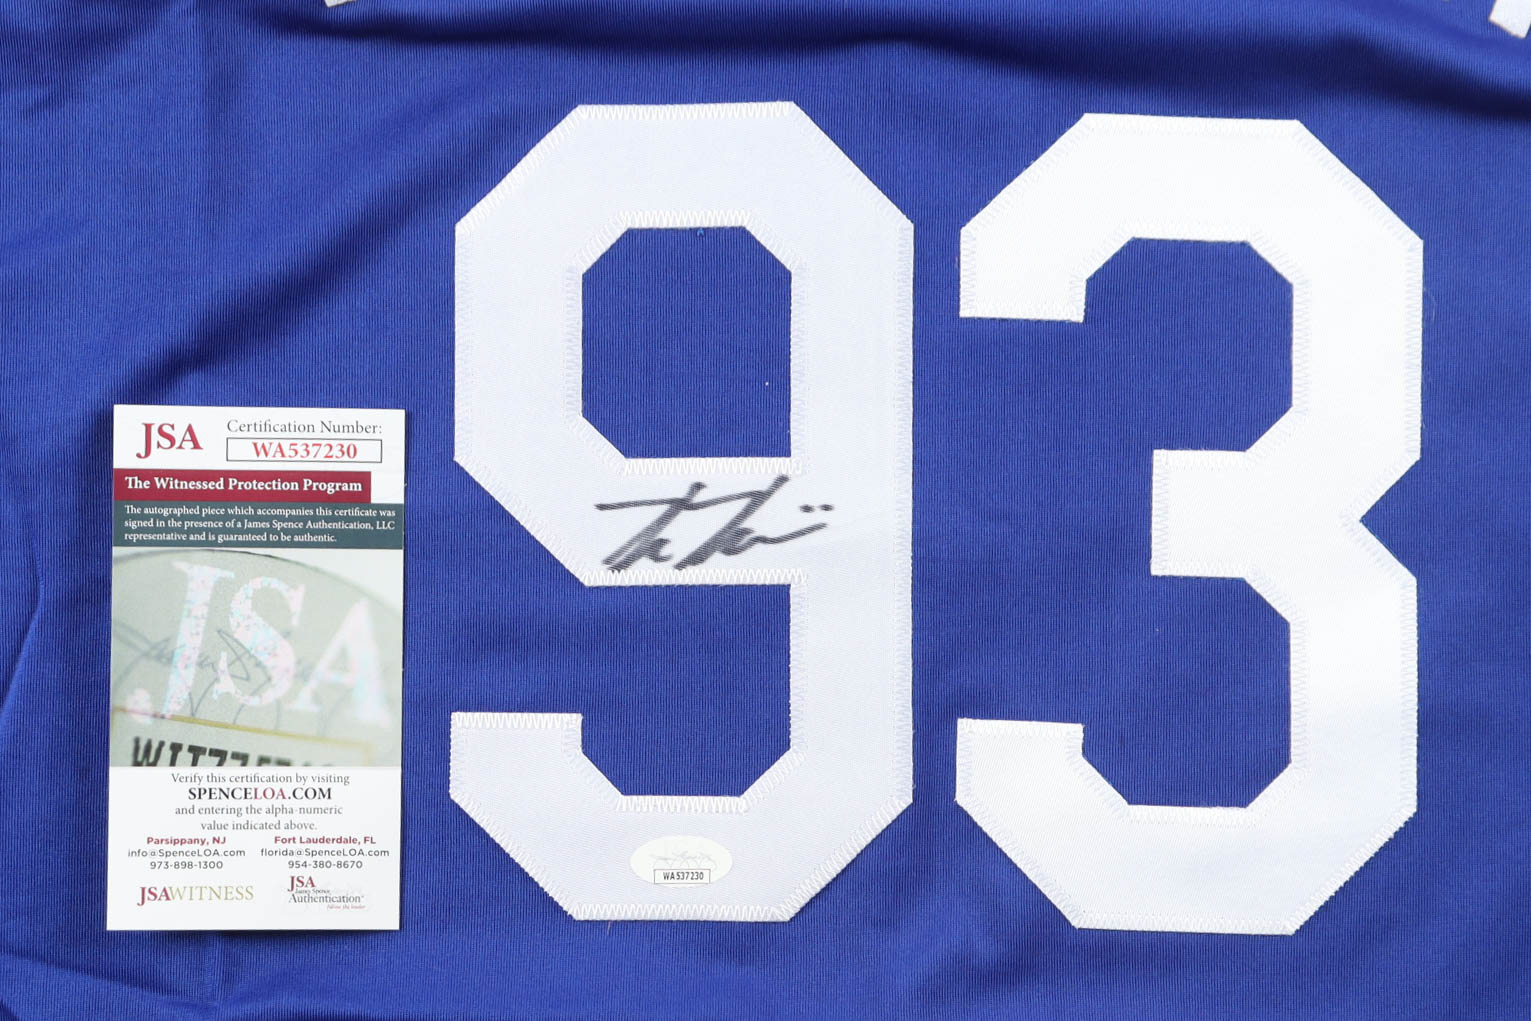 93
JSA
Certification Number:
WA537230
The Witnessed Protection Program
The autographed piece which accompanies this certificate was
signed in the presence of a James Spence Authentication, LLC
representative and is guaranteed to be authentic.
JSA
Verify this certification by visiting
SPENCELOA.COM
and entering the alpha-numeric
value indicated above.
Parsippany, NJ
info@SpenceLOA.com
973-898-1300
Fort Lauderdale, FL
florida@SpenceLOA.com
954-380-8670
JSAWITNESS
JSA
James Spence
Authentication
WA537230